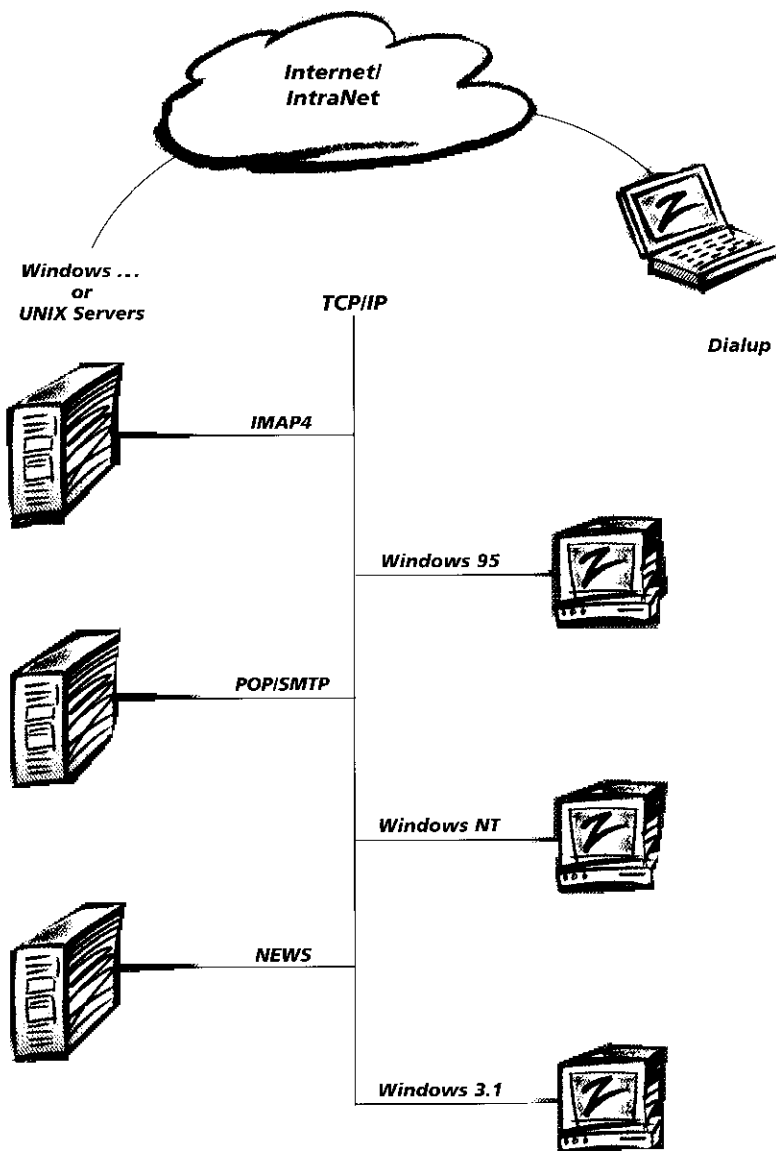 Internet/
IntraNet
Windows ...
or
UNIX Servers
TCP/IP
Dialup
IMAP4
Windows 95
POP/SMTP
Windows NT
NEWS
Windows 3.1